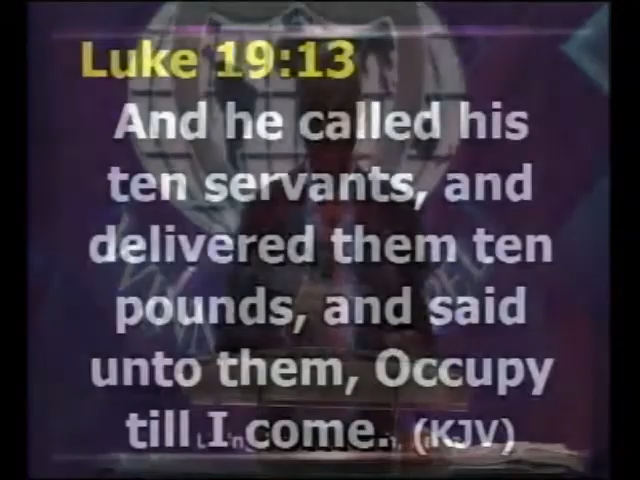 Luke 19:13
And he called his
ten servants, and
delivered them ten
pounds, and said
unto them, Occupy
till I come. (KJV)